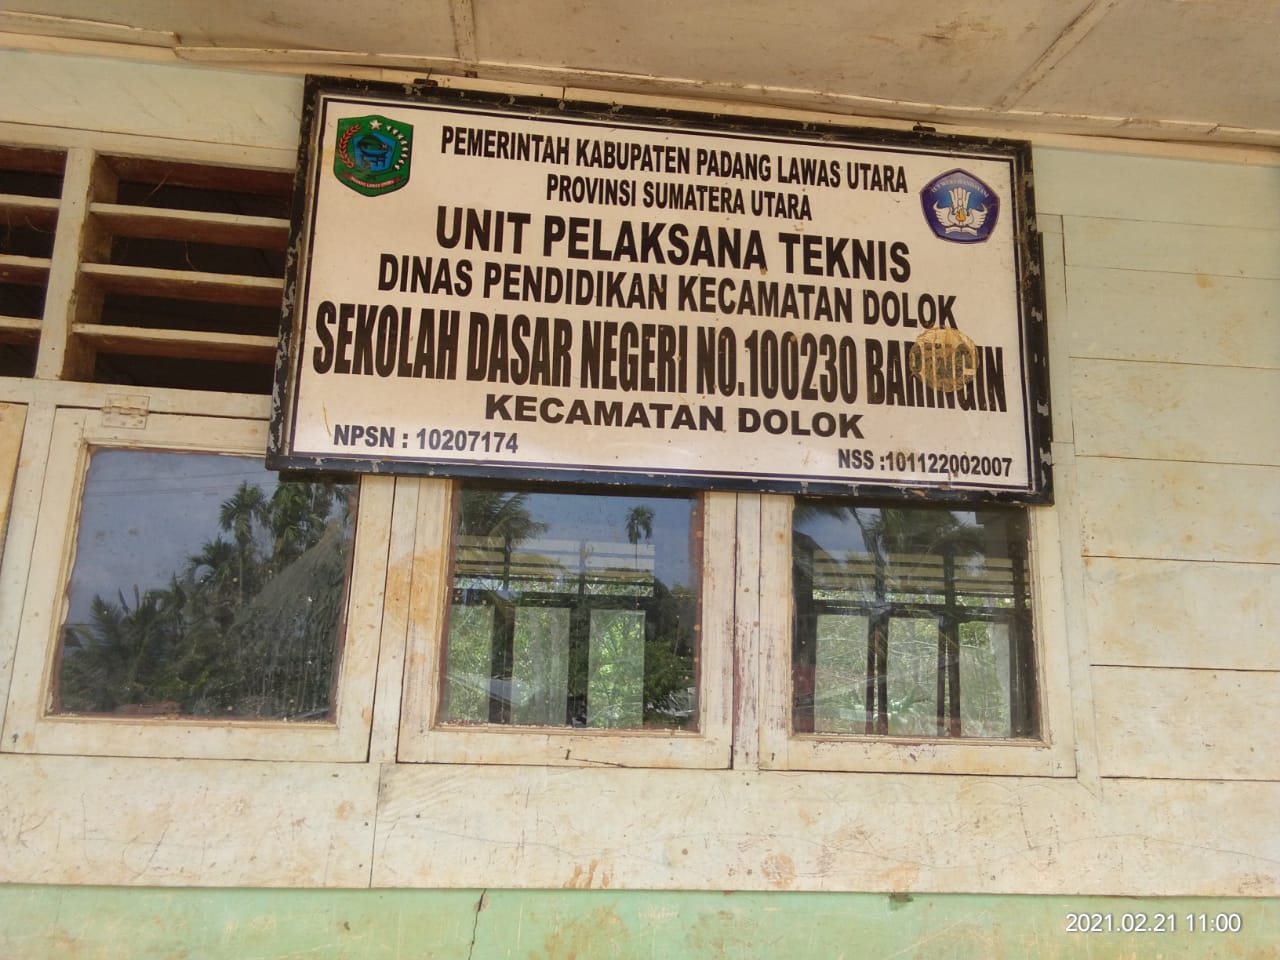 PEMERINTAH KABUPATEN PADANG LAWAS UTARA
PROVINSI SUMATERA UTARA
UNIT PELAKSANA TEKNIS
DINAS PENDIDIKAN KECAMATAN DOLOK
SEKOLAH DASAR NEGERI NO.100230 BARINGIN
KECAMATAN DOLOK
NPSN : 10207174
NSS :101122002007
2021.02.21 11:00